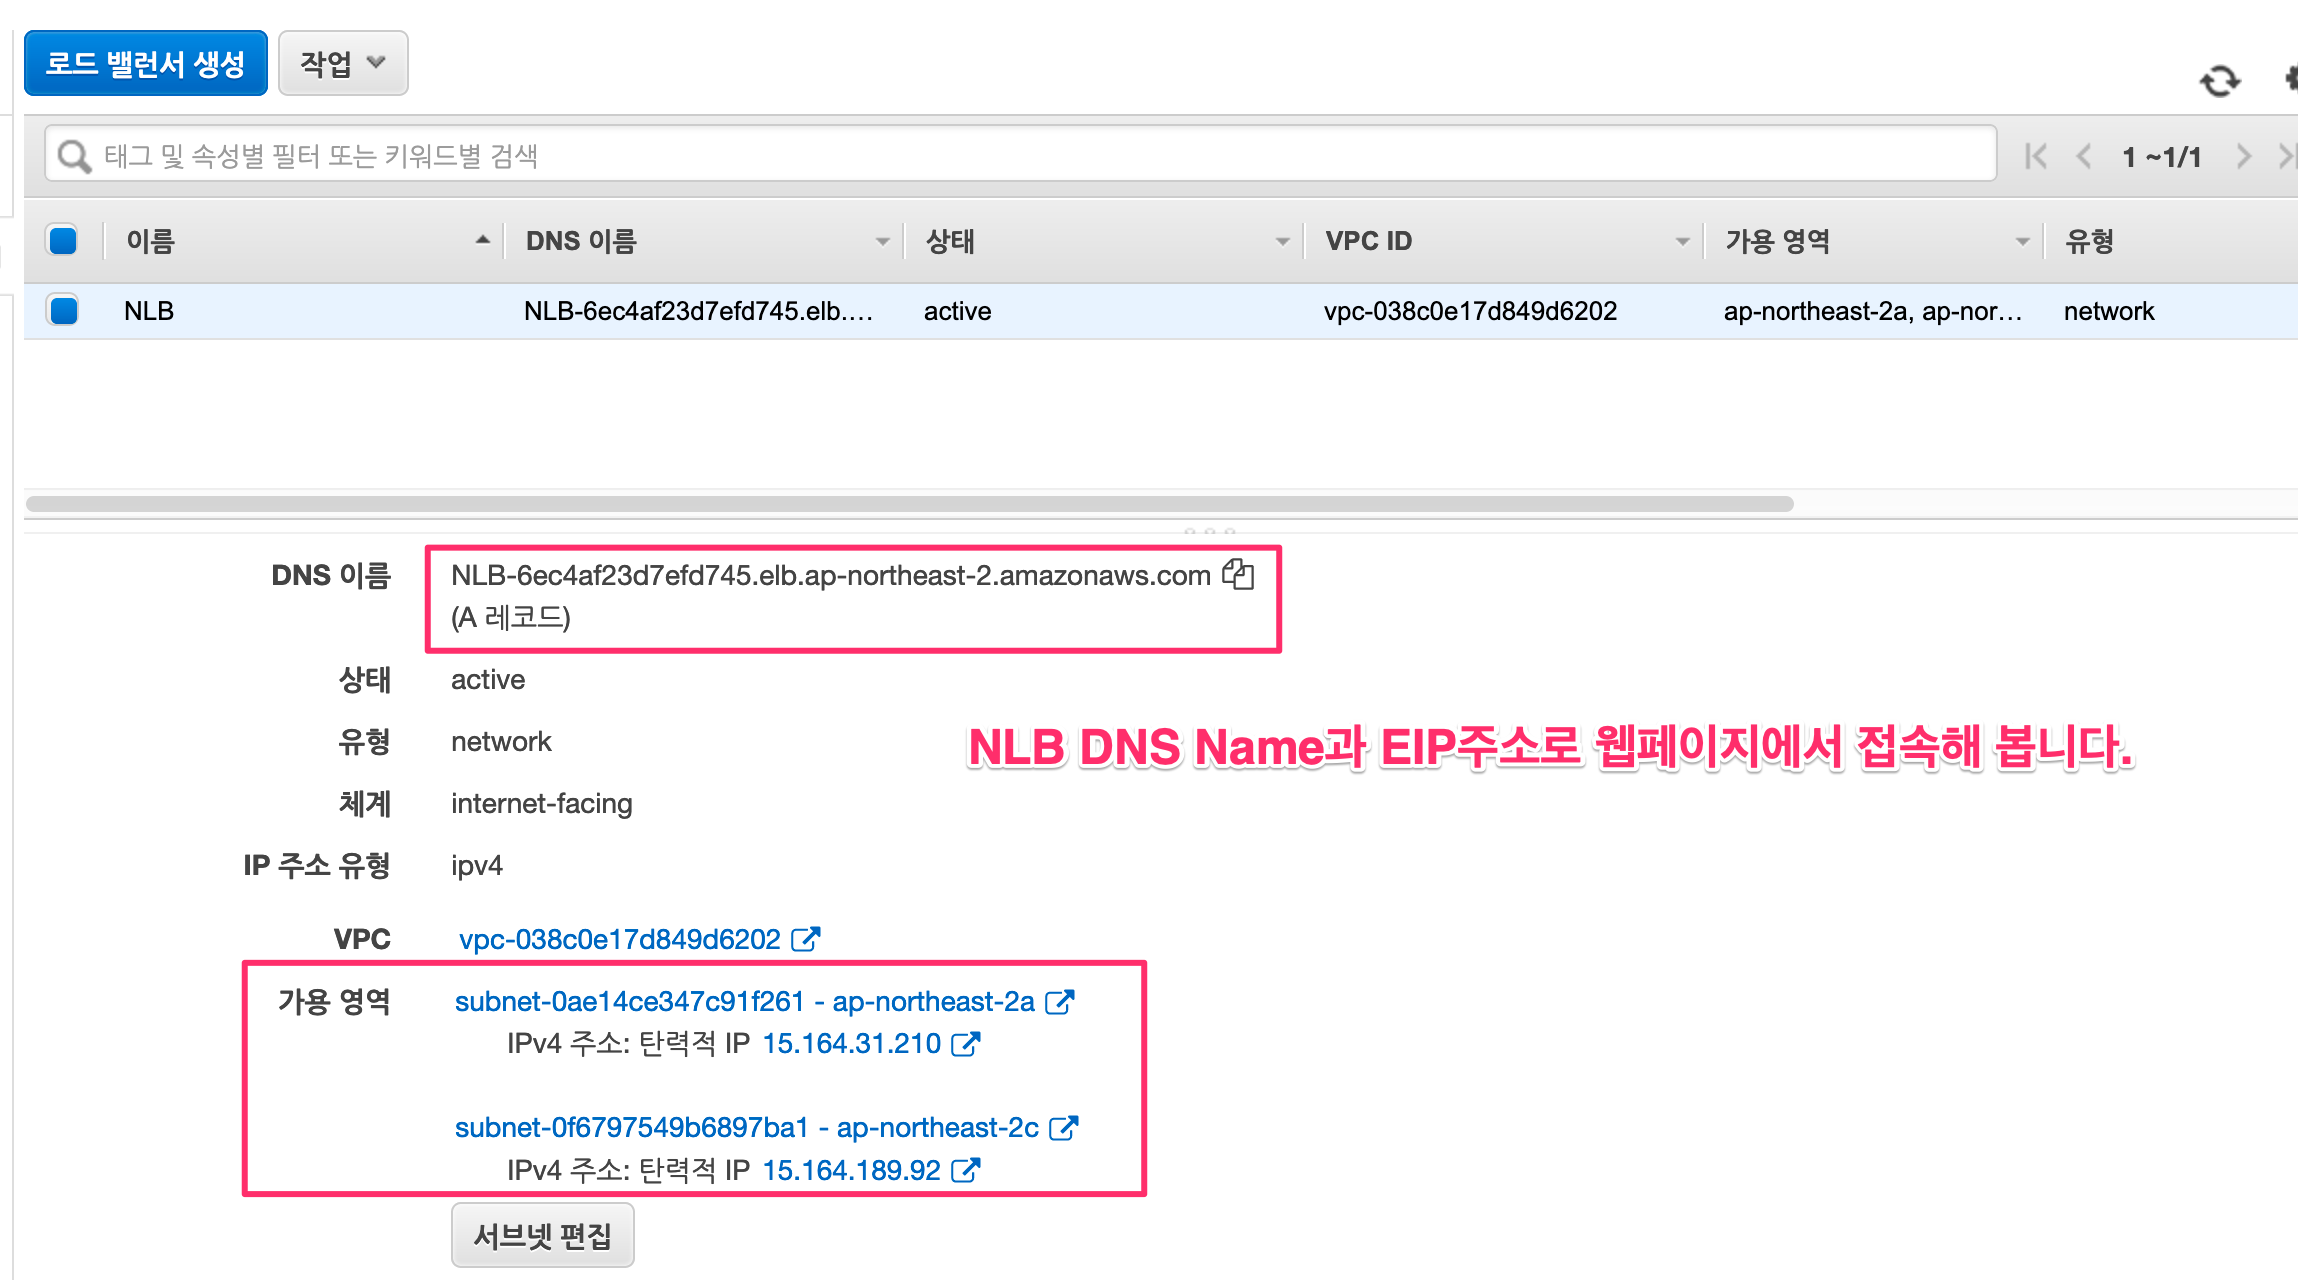 로드 밸런서 생성 작업
태그 및 속성별 필터 또는 키워드별 검색 1 ~1/1
이름 DNS 이름 상태 VPC ID 가용 영역 유형
NLB NLB-6ec4af23d7efd745.elb.... active vpc-038c0e17d849d6202 ap-northeast-2a, ap-nor... network
DNS 이름 NLB-6ec4af23d7efd745.elb.ap-northeast-2.amazonaws.com
(A 레코드)
상태 active
유형 network
NLB DNS Name과 EIP주소로 웹페이지에서 접속해 봅니다.
체계 internet-facing
IP 주소 유형 ipv4
VPC vpc-038c0e17d849d6202
가용 영역 subnet-0ae14ce347c91f261 - ap-northeast-2a
IPv4 주소: 탄력적 IP 15.164.31.210
subnet-0f6797549b6897ba1 - ap-northeast-2c
IPv4 주소: 탄력적 IP 15.164.189.92
서브넷 편집